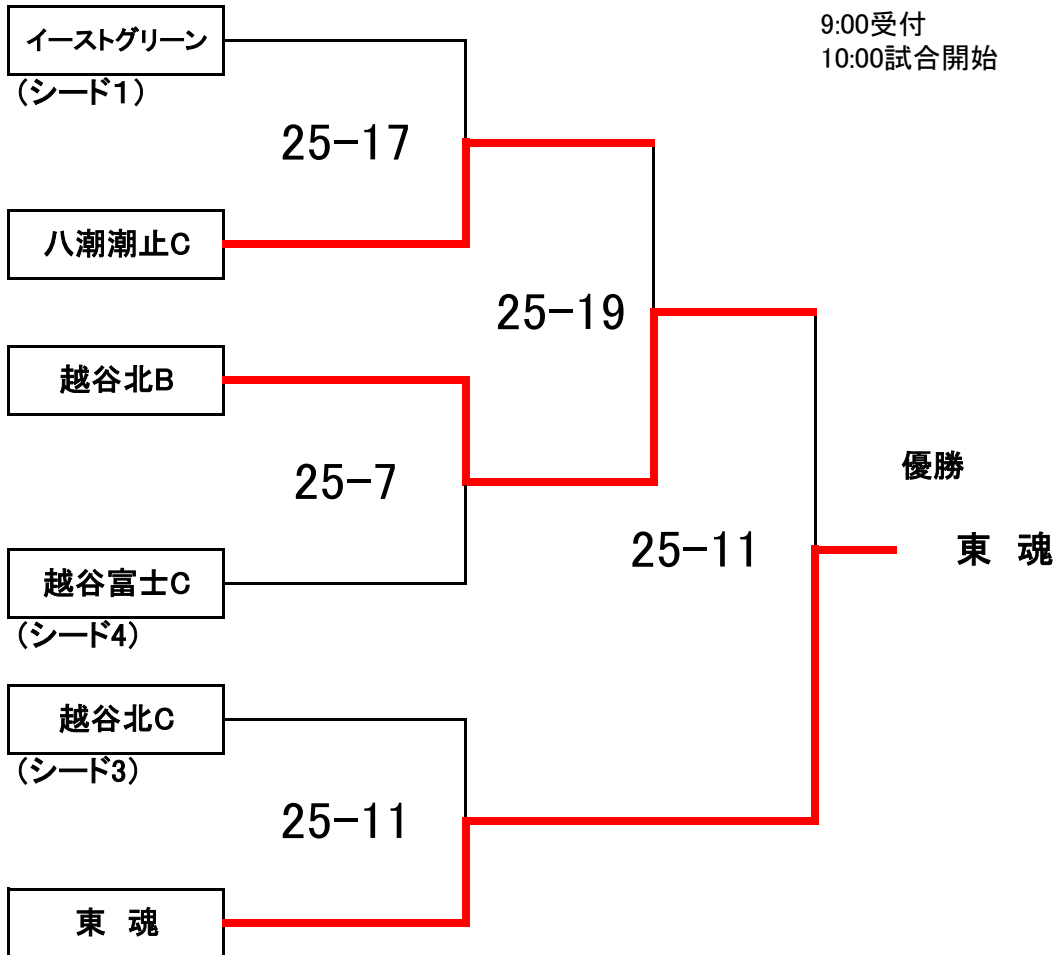 9:00受付
10:00試合開始
イーストグリーン
（シード１）
25-17
八潮潮止C
25-19
越谷北B
25-7
優勝
25-11
東 魂
越谷富士C
（シード4）
越谷北C
（シード3）
25-11
東 魂